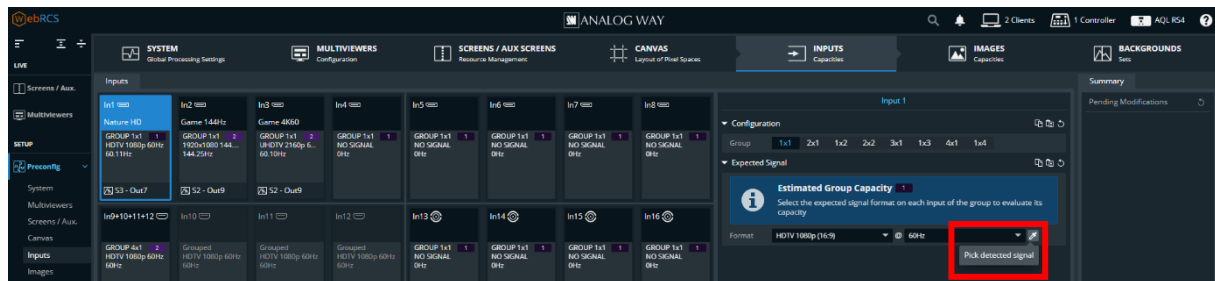 WebRCS
ANALOG WAY
2 Clients
1 Controller
AQL RS4
LIVE
Screens / Aux.
Multiviewers
SETUP
Preconfig
System
Multiviewers
Screens / Aux.
Canvas
Inputs
Images
SYSTEM
Global Processing Settings
MULTIVIEWERS
Configuration
SCREENS / AUX SCREENS
Resource Management
CANVAS
Layout of Pixel Spaces
INPUTS
Capacities
IMAGES
Capacities
BACKGROUNDS
Sets
Inputs
In1
Nature HD
GROUP 1x1 1
HDTV 1080p 60Hz
60.11Hz
S3 - Out7
In2
Game 144Hz
GROUP 1x1 2
1920x1080 144...
144.25Hz
S2 - Out9
In3
Game 4K60
GROUP 1x1 2
UHDTV 2160p 6...
60.10Hz
S2 - Out9
In4
GROUP 1x1 1
NO SIGNAL
0Hz
In5
GROUP 1x1 1
NO SIGNAL
0Hz
In6
GROUP 1x1 1
NO SIGNAL
0Hz
In7
GROUP 1x1 1
NO SIGNAL
0Hz
In8
GROUP 1x1 1
NO SIGNAL
0Hz
In9+10+11+12
GROUP 4x1 2
HDTV 1080p 60Hz
60Hz
In10
Grouped
HDTV 1080p 60Hz
60Hz
In11
Grouped
HDTV 1080p 60Hz
60Hz
In12
Grouped
HDTV 1080p 60Hz
60Hz
In13
GROUP 1x1 1
NO SIGNAL
0Hz
In14
GROUP 1x1 1
NO SIGNAL
0Hz
In15
GROUP 1x1 1
NO SIGNAL
0Hz
In16
GROUP 1x1 1
NO SIGNAL
0Hz
Input 1
Configuration
Group 1x1 2x1 1x2 2x2 3x1 1x3 4x1 1x4
Expected Signal
Estimated Group Capacity 1
Select the expected signal format on each input of the group to evaluate its
capacity
Format HDTV 1080p (16:9) @ 60Hz
Pick detected signal
Summary
Pending Modifications